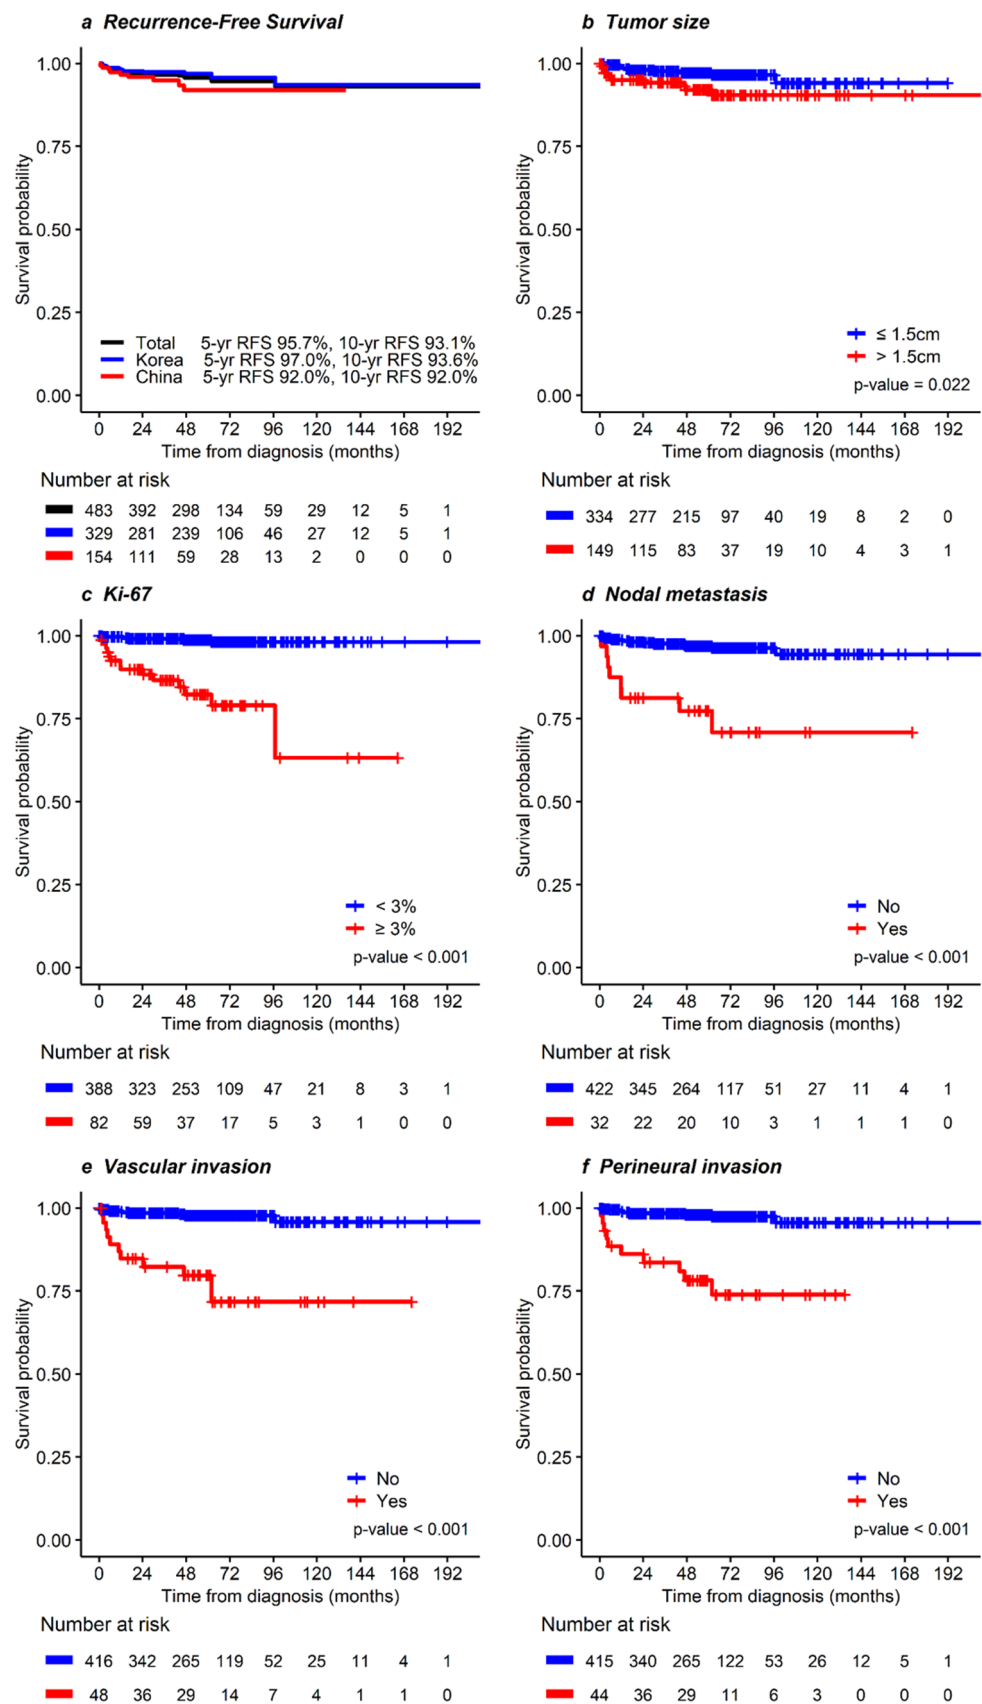 a Recurrence-Free Survival
1.00
0.75
0.50
0.25
0.00
Survival probability
Total 5-yr RFS 95.7%, 10-yr RFS 93.1%
Korea 5-yr RFS 97.0%, 10-yr RFS 93.6%
China 5-yr RFS 92.0%, 10-yr RFS 92.0%
0 24 48 72 96 120 144 168 192
Time from diagnosis (months)
Number at risk
483 392 298 134 59 29 12 5 1
329 281 239 106 46 27 12 5 1
154 111 59 28 13 2 0 0 0
b Tumor size
1.00
0.75
0.50
0.25
0.00
Survival probability
≤ 1.5cm
> 1.5cm
p-value = 0.022
0 24 48 72 96 120 144 168 192
Time from diagnosis (months)
Number at risk
334 277 215 97 40 19 8 2 0
149 115 83 37 19 10 4 3 1
c Ki-67
1.00
0.75
0.50
0.25
0.00
Survival probability
< 3%
≥ 3%
p-value < 0.001
0 24 48 72 96 120 144 168 192
Time from diagnosis (months)
Number at risk
388 323 253 109 47 21 8 3 1
82 59 37 17 5 3 1 0 0
d Nodal metastasis
1.00
0.75
0.50
0.25
0.00
Survival probability
No
Yes
p-value < 0.001
0 24 48 72 96 120 144 168 192
Time from diagnosis (months)
Number at risk
422 345 264 117 51 27 11 4 1
32 22 20 10 3 1 1 1 0
e Vascular invasion
1.00
0.75
0.50
0.25
0.00
Survival probability
No
Yes
p-value < 0.001
0 24 48 72 96 120 144 168 192
Time from diagnosis (months)
Number at risk
416 342 265 119 52 25 11 4 1
48 36 29 14 7 4 1 1 0
f Perineural invasion
1.00
0.75
0.50
0.25
0.00
Survival probability
No
Yes
p-value < 0.001
0 24 48 72 96 120 144 168 192
Time from diagnosis (months)
Number at risk
415 340 265 122 53 26 12 5 1
44 36 29 11 6 3 0 0 0